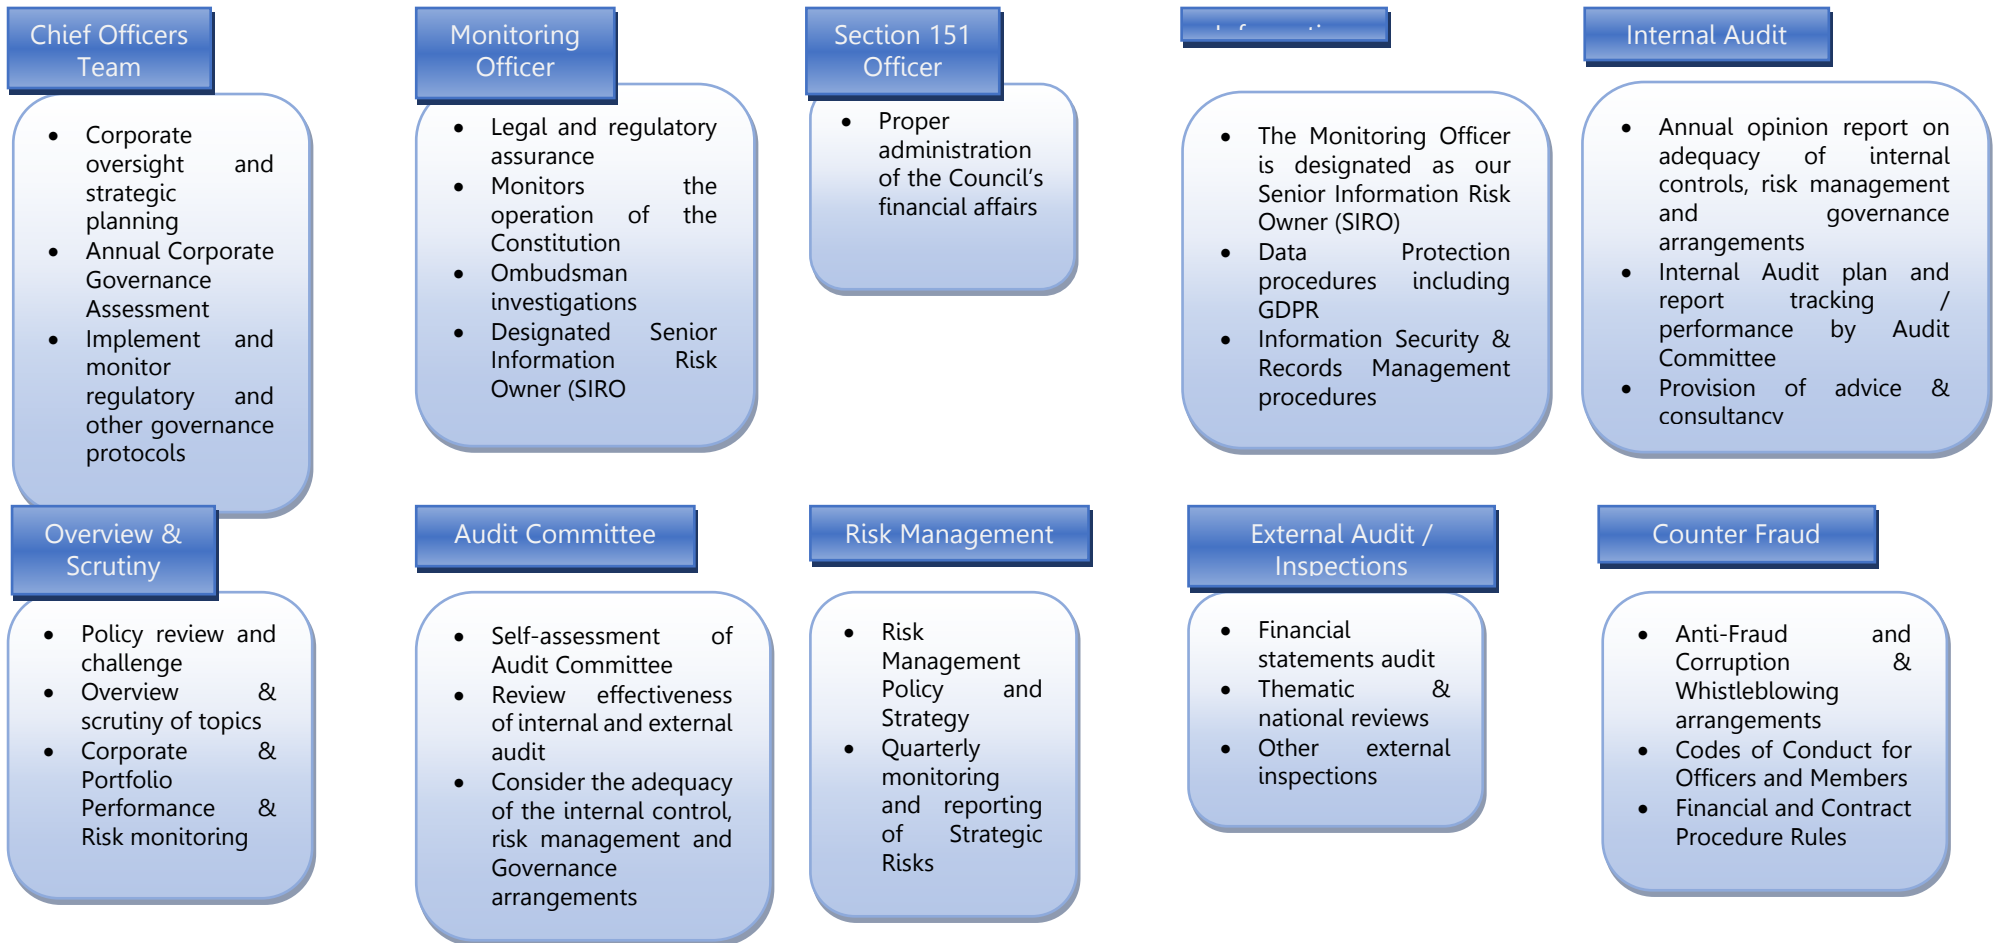 Chief Officers
Team
• Corporate
oversight and
strategic
planning
• Annual Corporate
Governance
Assessment
• Implement and
monitor
regulatory and
other governance
protocols
Monitoring
Officer
• Legal and regulatory
assurance
• Monitors the
operation of the
Constitution
• Ombudsman
investigations
• Designated Senior
Information Risk
Owner (SIRO
Section 151
Officer
• Proper
administration
of the Council’s
financial affairs
• The Monitoring Officer
is designated as our
Senior Information Risk
Owner (SIRO)
• Data Protection
procedures including
GDPR
• Information Security &
Records Management
procedures
Internal Audit
• Annual opinion report on
adequacy of internal
controls, risk management
and governance
arrangements
• Internal Audit plan and
report tracking /
performance by Audit
Committee
• Provision of advice &
consultancy
Overview &
Scrutiny
• Policy review and
challenge
• Overview &
scrutiny of topics
• Corporate &
Portfolio
Performance &
Risk monitoring
Audit Committee
• Self-assessment of
Audit Committee
• Review effectiveness
of internal and external
audit
• Consider the adequacy
of the internal control,
risk management and
Governance
arrangements
Risk Management
• Risk
Management
Policy and
Strategy
• Quarterly
monitoring
and reporting
of Strategic
Risks
External Audit /
Inspections
• Financial
statements audit
• Thematic &
national reviews
• Other external
inspections
Counter Fraud
• Anti-Fraud and
Corruption &
Whistleblowing
arrangements
• Codes of Conduct for
Officers and Members
• Financial and Contract
Procedure Rules